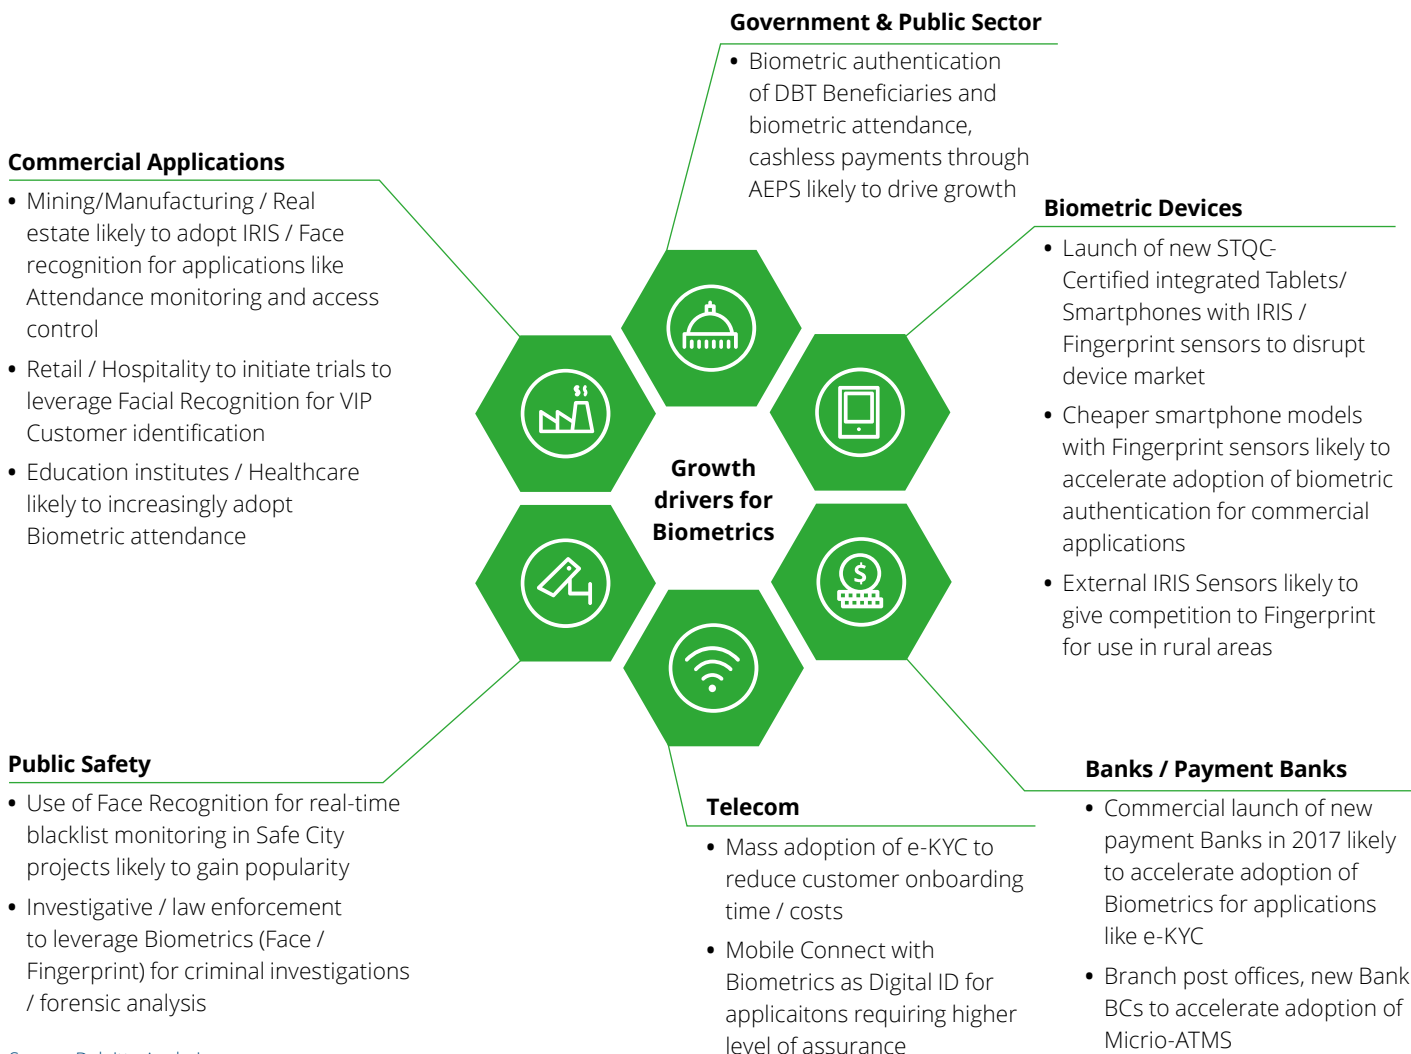 Government & Public Sector
• Biometric authentication
of DBT Beneficiaries and
biometric attendance,
cashless payments through
AEPS likely to drive growth
Commercial Applications
• Mining/Manufacturing / Real
estate likely to adopt IRIS / Face
recognition for applications like
Attendance monitoring and access
control
• Retail / Hospitality to initiate trials to
leverage Facial Recognition for VIP
Customer identification
• Education institutes / Healthcare
likely to increasingly adopt
Biometric attendance
Biometric Devices
• Launch of new STQC-
Certified integrated Tablets/
Smartphones with IRIS /
Fingerprint sensors to disrupt
device market
• Cheaper smartphone models
with Fingerprint sensors likely to
accelerate adoption of biometric
authentication for commercial
applications
• External IRIS Sensors likely to
give competition to Fingerprint
for use in rural areas
Growth
drivers for
Biometrics
$
Public Safety
• Use of Face Recognition for real-time
blacklist monitoring in Safe City
projects likely to gain popularity
• Investigative / law enforcement
to leverage Biometrics (Face /
Fingerprint) for criminal investigations
/ forensic analysis
Telecom
• Mass adoption of e-KYC to
reduce customer onboarding
time / costs
• Mobile Connect with
Biometrics as Digital ID for
applicaitons requiring higher
level of assurance
Banks / Payment Banks
• Commercial launch of new
payment Banks in 2017 likely
to accelerate adoption of
Biometrics for applications
like e-KYC
• Branch post offices, new Bank
BCs to accelerate adoption of
Micrio-ATMS